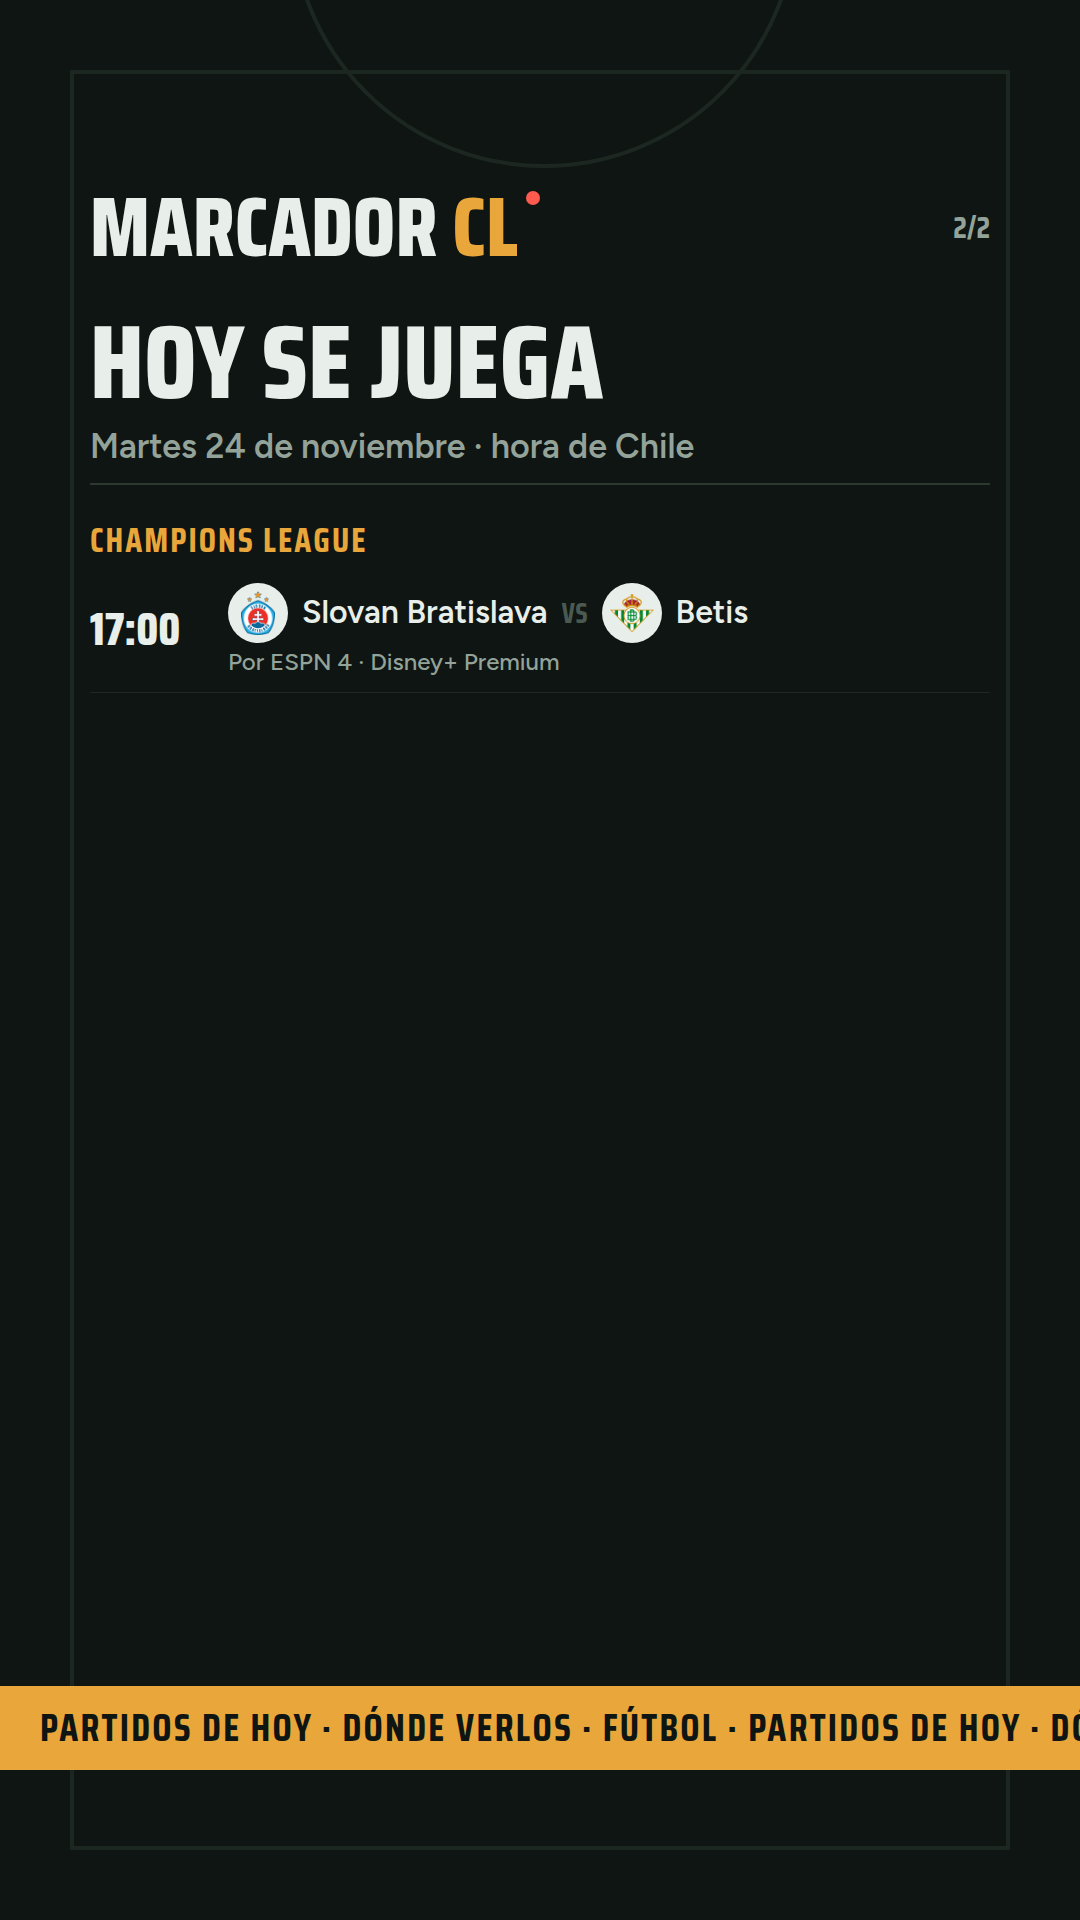 MARCADOR CL
2/2
HOY SE JUEGA
Martes 24 de noviembre · hora de Chile
CHAMPIONS LEAGUE
17:00
Slovan Bratislava VS Betis
Por ESPN 4 · Disney+ Premium
PARTIDOS DE HOY · DÓNDE VERLOS · FÚTBOL · PARTIDOS DE HOY · DÓ